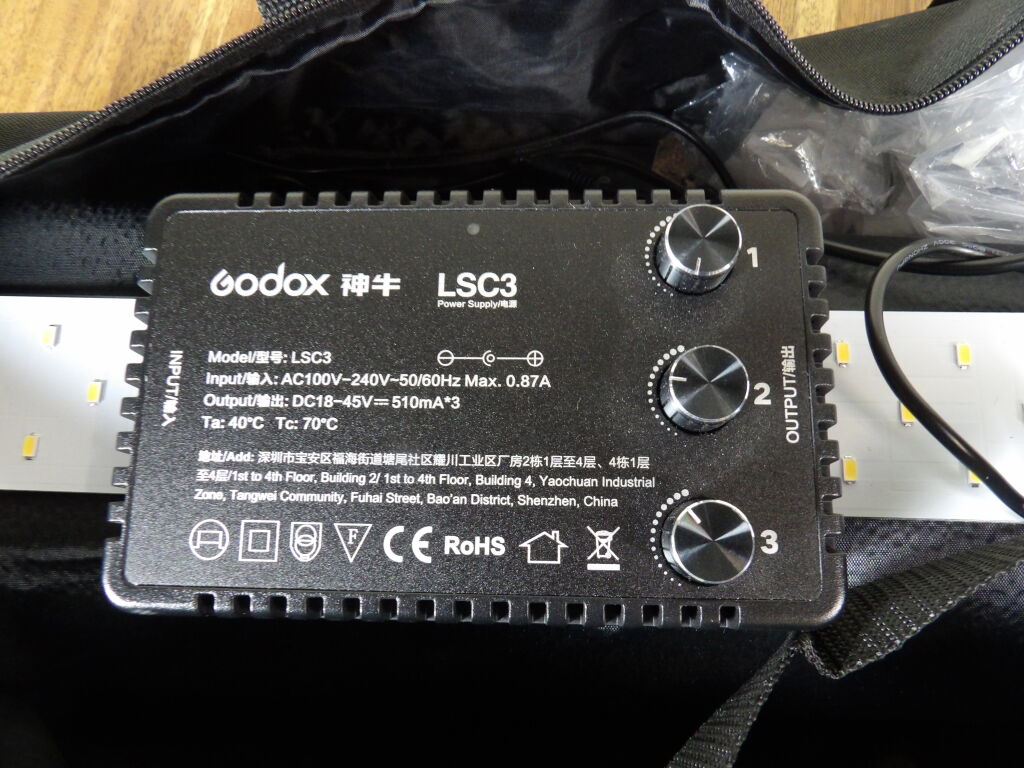 Godox 神牛 LSC3
Power Supply/电源
1
Model/型号: LSC3
Input/输入: AC100V~240V~50/60Hz Max. 0.87A
Output/输出: DC18-45V⎓510mA*3
Ta: 40°C Tc: 70°C
2
INPUT/输入
OUTPUT/输出
地址/Add: 深圳市宝安区福海街道塘尾社区耀川工业区厂房2栋1层至4层、4栋1层
至4层/1st to 4th Floor, Building 2/ 1st to 4th Floor, Building 4, Yaochuan Industrial
Zone, Tangwei Community, Fuhai Street, Bao'an District, Shenzhen, China
F CE RoHS
3